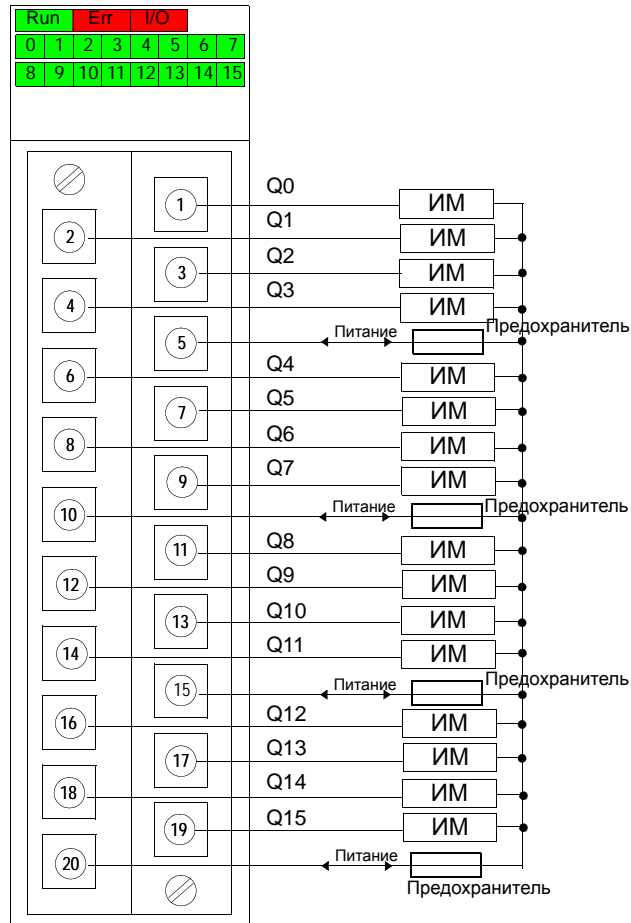 Run Err I/O
0 1 2 3 4 5 6 7
8 9 10 11 12 13 14 15
Q0
1 ИМ
Q1
2 ИМ
Q2
3 ИМ
Q3
4 ИМ
Питание Предохранитель
5
Q4
6 ИМ
Q5
7 ИМ
Q6
8 ИМ
Q7
9 ИМ
Питание Предохранитель
10
Q8
11 ИМ
Q9
12 ИМ
Q10
13 ИМ
Q11
14 ИМ
Питание Предохранитель
15
Q12
16 ИМ
Q13
17 ИМ
Q14
18 ИМ
Q15
19 ИМ
Питание
20
Предохранитель